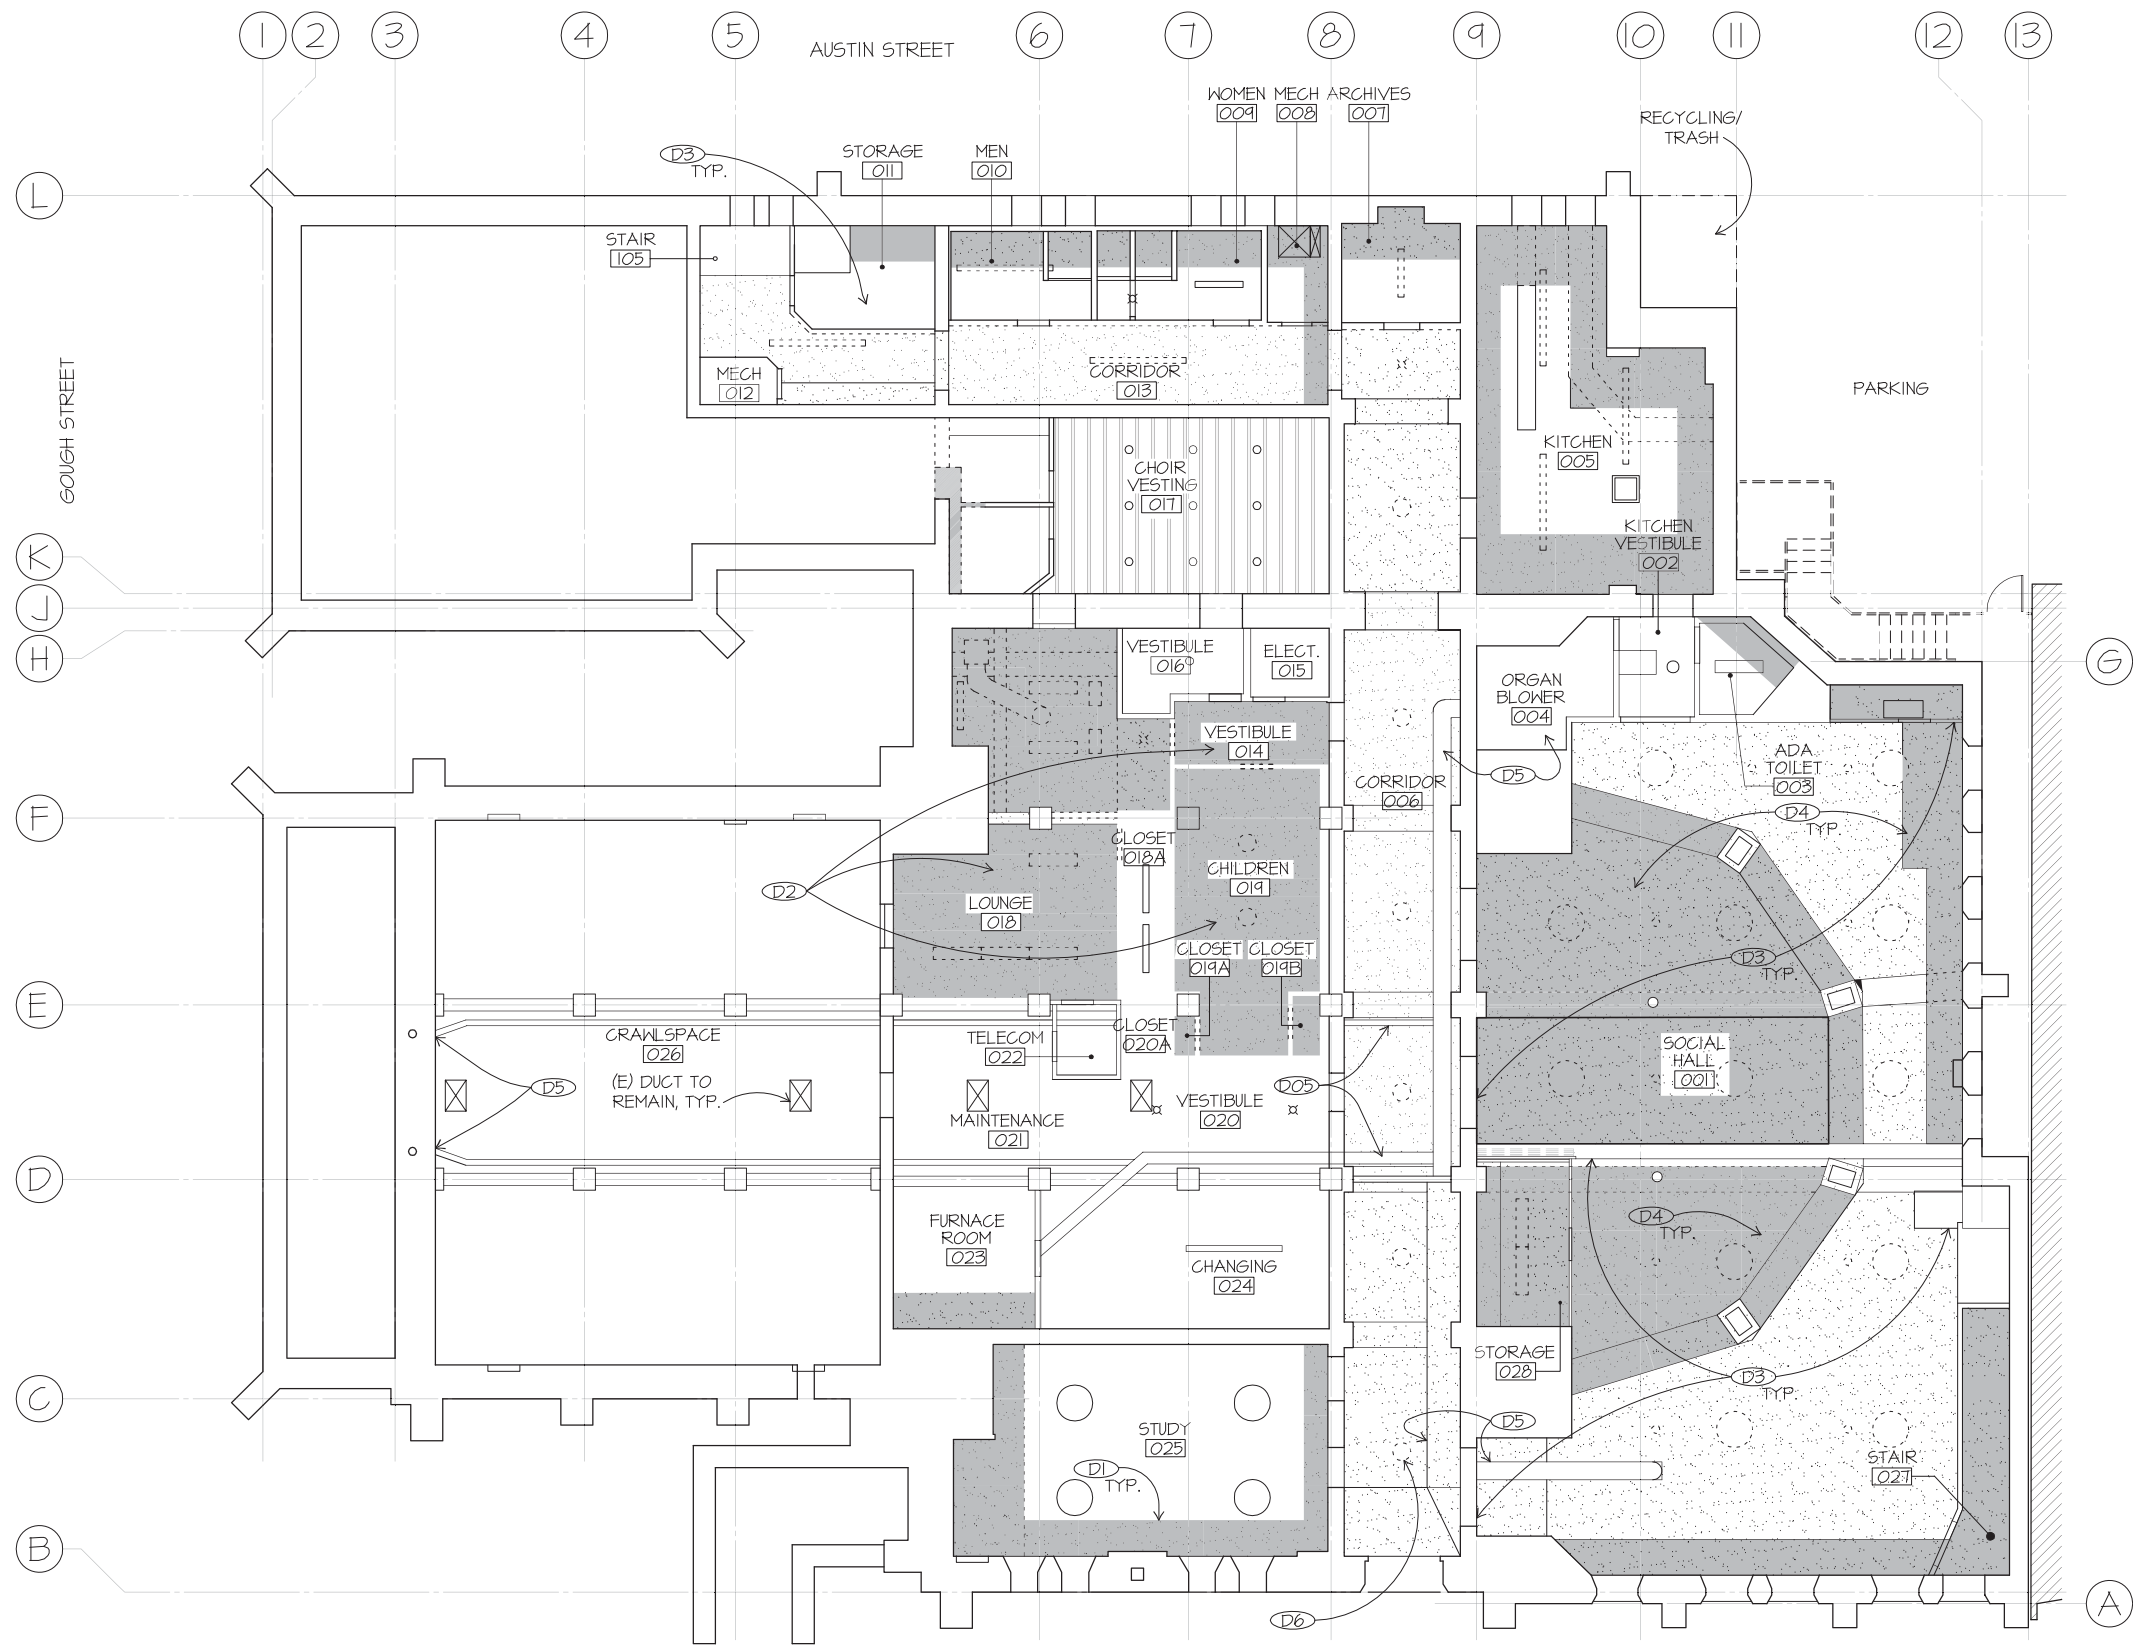 1 2 3 4 5 6 7 8 9 10 11 12 13
AUSTIN STREET
WOMEN MECH ARCHIVES
009 008 007
RECYCLING/
TRASH
D3
TYP.
STORAGE
011
MEN
010
L
STAIR
105
MECH
012
CORRIDOR
013
PARKING
GOUGH STREET
KITCHEN
005
CHOIR
VESTING
017
KITCHEN
VESTIBULE
002
K
J
H
G
VESTIBULE
016
ELECT.
015
ORGAN
BLOWER
004
VESTIBULE
014
ADA
TOILET
003
D5
CORRIDOR
006
D4
TYP.
F
CLOSET
018A
CHILDREN
019
D2
LOUNGE
018
CLOSET
019A
CLOSET
019B
D3
TYP.
E
CRAWLSPACE
026
TELECOM
022
CLOSET
020A
SOCIAL
HALL
001
D5
(E) DUCT TO
REMAIN, TYP.
D05
VESTIBULE
020
MAINTENANCE
021
D
FURNACE
ROOM
023
D4
TYP.
CHANGING
024
STORAGE
028
D3
TYP.
C
STUDY
025
D5
D1
TYP.
STAIR
027
B
D6
A